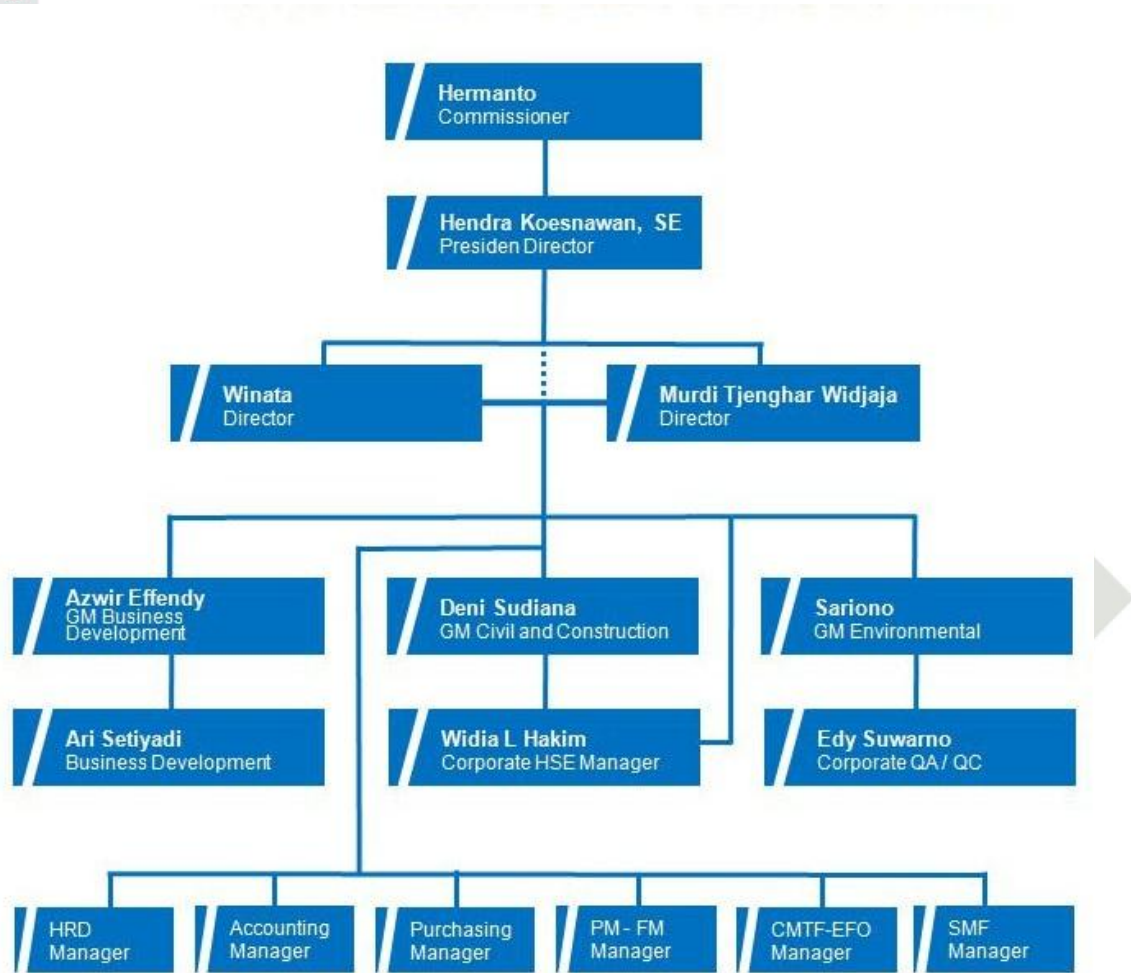 Hermanto
Commissioner
Hendra Koesnawan, SE
Presiden Director
Winata
Director
Murdi Tjenghar Widjaja
Director
Azwir Effendy
GM Business
Development
Deni Sudiana
GM Civil and Construction
Sariono
GM Environmental
Ari Setiyadi
Business Development
Widia L Hakim
Corporate HSE Manager
Edy Suwarno
Corporate QA / QC
HRD
Manager
Accounting
Manager
Purchasing
Manager
PM - FM
Manager
CMTF-EFO
Manager
SMF
Manager